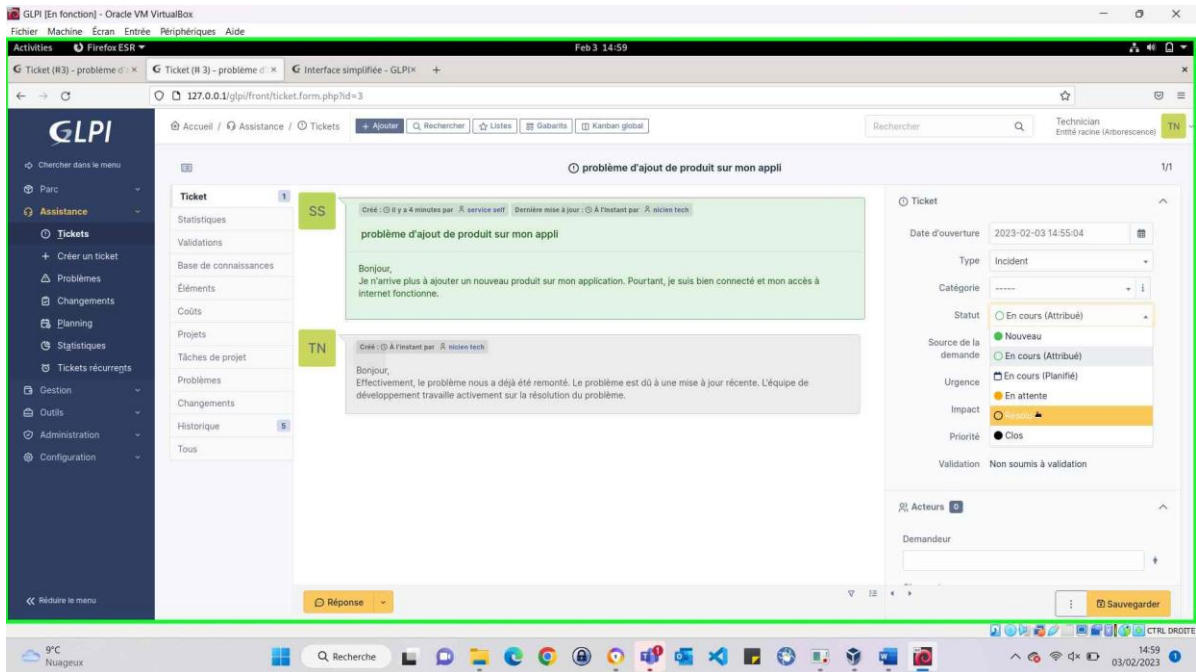 GLPI [En fonction] - Oracle VM VirtualBox
Fichier Machine Écran Entrée Périphériques Aide
Activities Firefox ESR Feb 3 14:59
Ticket (#3) - problème d' Ticket (# 3) - problème d' Interface simplifiée - GLPI
127.0.0.1/glpi/front/ticket.form.php?id=3
GLPI
Accueil / Assistance / Tickets + Ajouter Rechercher Listes Gabarits Kanban global Rechercher Technicien
Entité racine (Arborescence) TN
Chercher dans le menu
Parc
Assistance
Tickets
+ Créer un ticket
Problèmes
Changements
Planning
Statistiques
Tickets récurrents
Gestion
Outils
Administration
Configuration
Réduire le menu
problème d'ajout de produit sur mon appli 1/1
Ticket 1
Statistiques
Validations
Base de connaissances
Éléments
Coûts
Projets
Tâches de projet
Problèmes
Changements
Historique 5
Tous
SS
Créé : Il y a 4 minutes par service self Dernière mise à jour : À l'instant par nicien tech
problème d'ajout de produit sur mon appli
Bonjour,
Je n'arrive plus à ajouter un nouveau produit sur mon application. Pourtant, je suis bien connecté et mon accès à
internet fonctionne.
TN
Créé : À l'instant par nicien tech
Bonjour,
Effectivement, le problème nous a déjà été remonté. Le problème est dû à une mise à jour récente. L'équipe de
développement travaille activement sur la résolution du problème.
Réponse
Ticket
Date d'ouverture 2023-02-03 14:55:04
Type Incident
Catégorie -----
Statut En cours (Attribué)
Nouveau
Source de la
demande En cours (Attribué)
Urgence En cours (Planifié)
En attente
Impact
Priorité Clos
Validation Non soumis à validation
Acteurs 0
Demandeur
Sauvegarder
CTRL DROITE
9°C
Nuageux
Recherche
14:59
03/02/2023